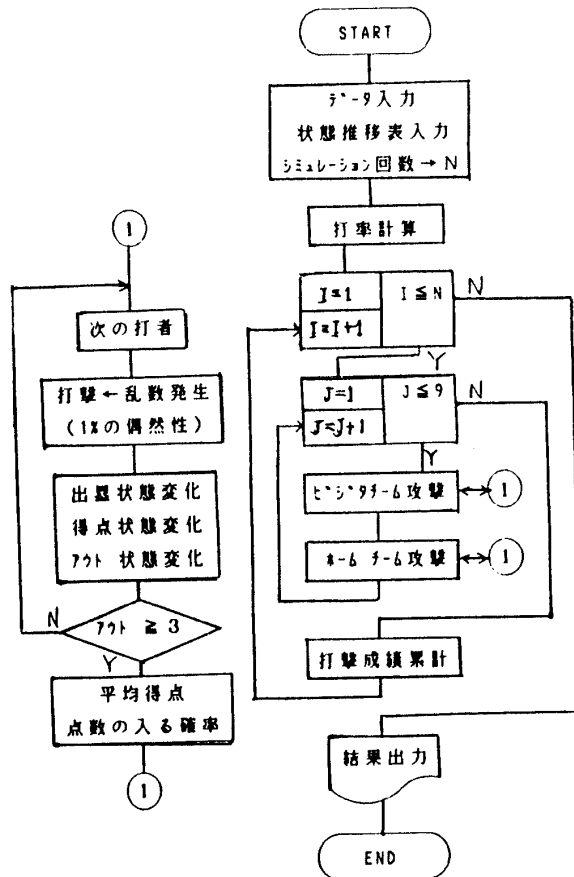 START
データ入力
状態推移表入力
シミュレーション回数→N
打率計算
I=1
I=I+1
I≦N
N
Y
J=1
J=J+1
J≦9
N
Y
ビジタチーム攻撃
1
ホームチーム攻撃
1
打撃成績累計
結果出力
END
1
次の打者
打撃←乱数発生
(1%の偶然性)
出塁状態変化
得点状態変化
アウト 状態変化
アウト ≧ 3
N
Y
平均得点
点数の入る確率
1